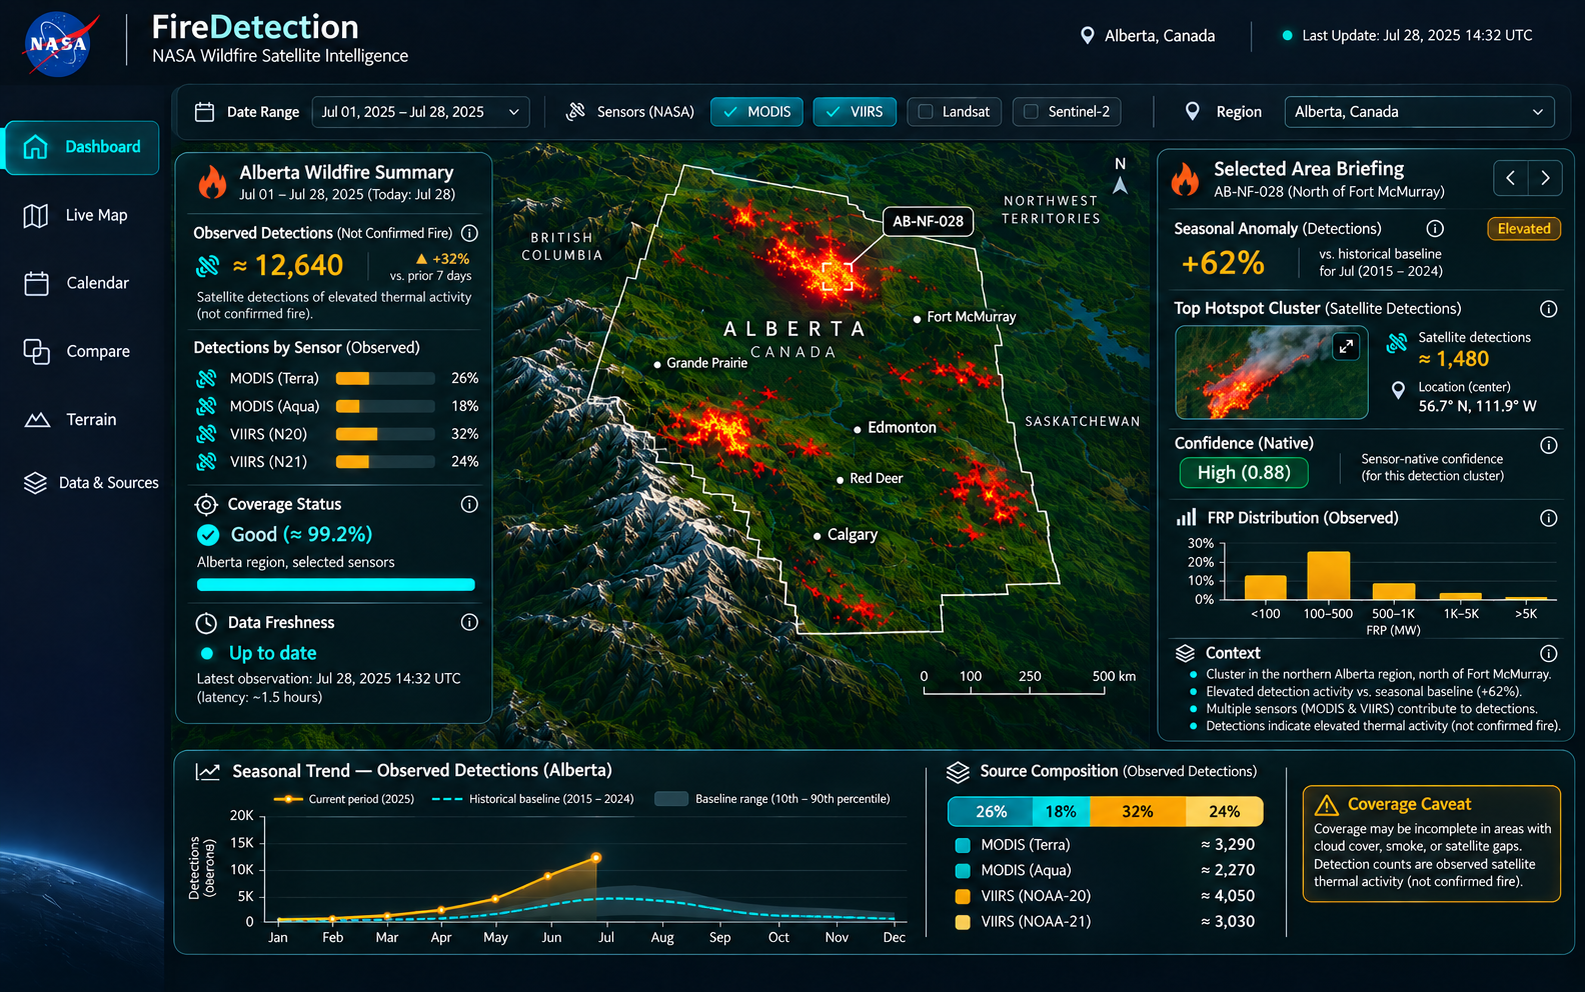 NASA
FireDetection
NASA Wildfire Satellite Intelligence
Alberta, Canada
Last Update: Jul 28, 2025 14:32 UTC
Date Range
Jul 01, 2025 – Jul 28, 2025
Sensors (NASA)
MODIS
VIIRS
Landsat
Sentinel-2
Region
Alberta, Canada
Dashboard
Live Map
Calendar
Compare
Terrain
Data & Sources
Alberta Wildfire Summary
Jul 01 – Jul 28, 2025 (Today: Jul 28)
Observed Detections (Not Confirmed Fire)
≈ 12,640
▲ +32%
vs. prior 7 days
Satellite detections of elevated thermal activity
(not confirmed fire).
Detections by Sensor (Observed)
MODIS (Terra) 26%
MODIS (Aqua) 18%
VIIRS (N20) 32%
VIIRS (N21) 24%
Coverage Status
Good (≈ 99.2%)
Alberta region, selected sensors
Data Freshness
Up to date
Latest observation: Jul 28, 2025 14:32 UTC
(latency: ~1.5 hours)
N
NORTHWEST
TERRITORIES
BRITISH
COLUMBIA
AB-NF-028
Fort McMurray
ALBERTA
CANADA
Grande Prairie
SASKATCHEWAN
Edmonton
Red Deer
Calgary
0 100 250 500 km
Selected Area Briefing
AB-NF-028 (North of Fort McMurray)
Seasonal Anomaly (Detections)
Elevated
+62%
vs. historical baseline
for Jul (2015 – 2024)
Top Hotspot Cluster (Satellite Detections)
Satellite detections
≈ 1,480
Location (center)
56.7° N, 111.9° W
Confidence (Native)
High (0.88)
Sensor-native confidence
(for this detection cluster)
FRP Distribution (Observed)
30%
20%
10%
0%
<100 100–500 500–1K 1K–5K >5K
FRP (MW)
Context
Cluster in the northern Alberta region, north of Fort McMurray.
Elevated detection activity vs. seasonal baseline (+62%).
Multiple sensors (MODIS & VIIRS) contribute to detections.
Detections indicate elevated thermal activity (not confirmed fire).
Seasonal Trend — Observed Detections (Alberta)
Current period (2025)
Historical baseline (2015 – 2024)
Baseline range (10th – 90th percentile)
Detections
20K
15K
10K
5K
0
Jan Feb Mar Apr May Jun Jul Aug Sep Oct Nov Dec
Source Composition (Observed Detections)
26% 18% 32% 24%
MODIS (Terra) ≈ 3,290
MODIS (Aqua) ≈ 2,270
VIIRS (NOAA-20) ≈ 4,050
VIIRS (NOAA-21) ≈ 3,030
Coverage Caveat
Coverage may be incomplete in areas with
cloud cover, smoke, or satellite gaps.
Detection counts are observed satellite
thermal activity (not confirmed fire).